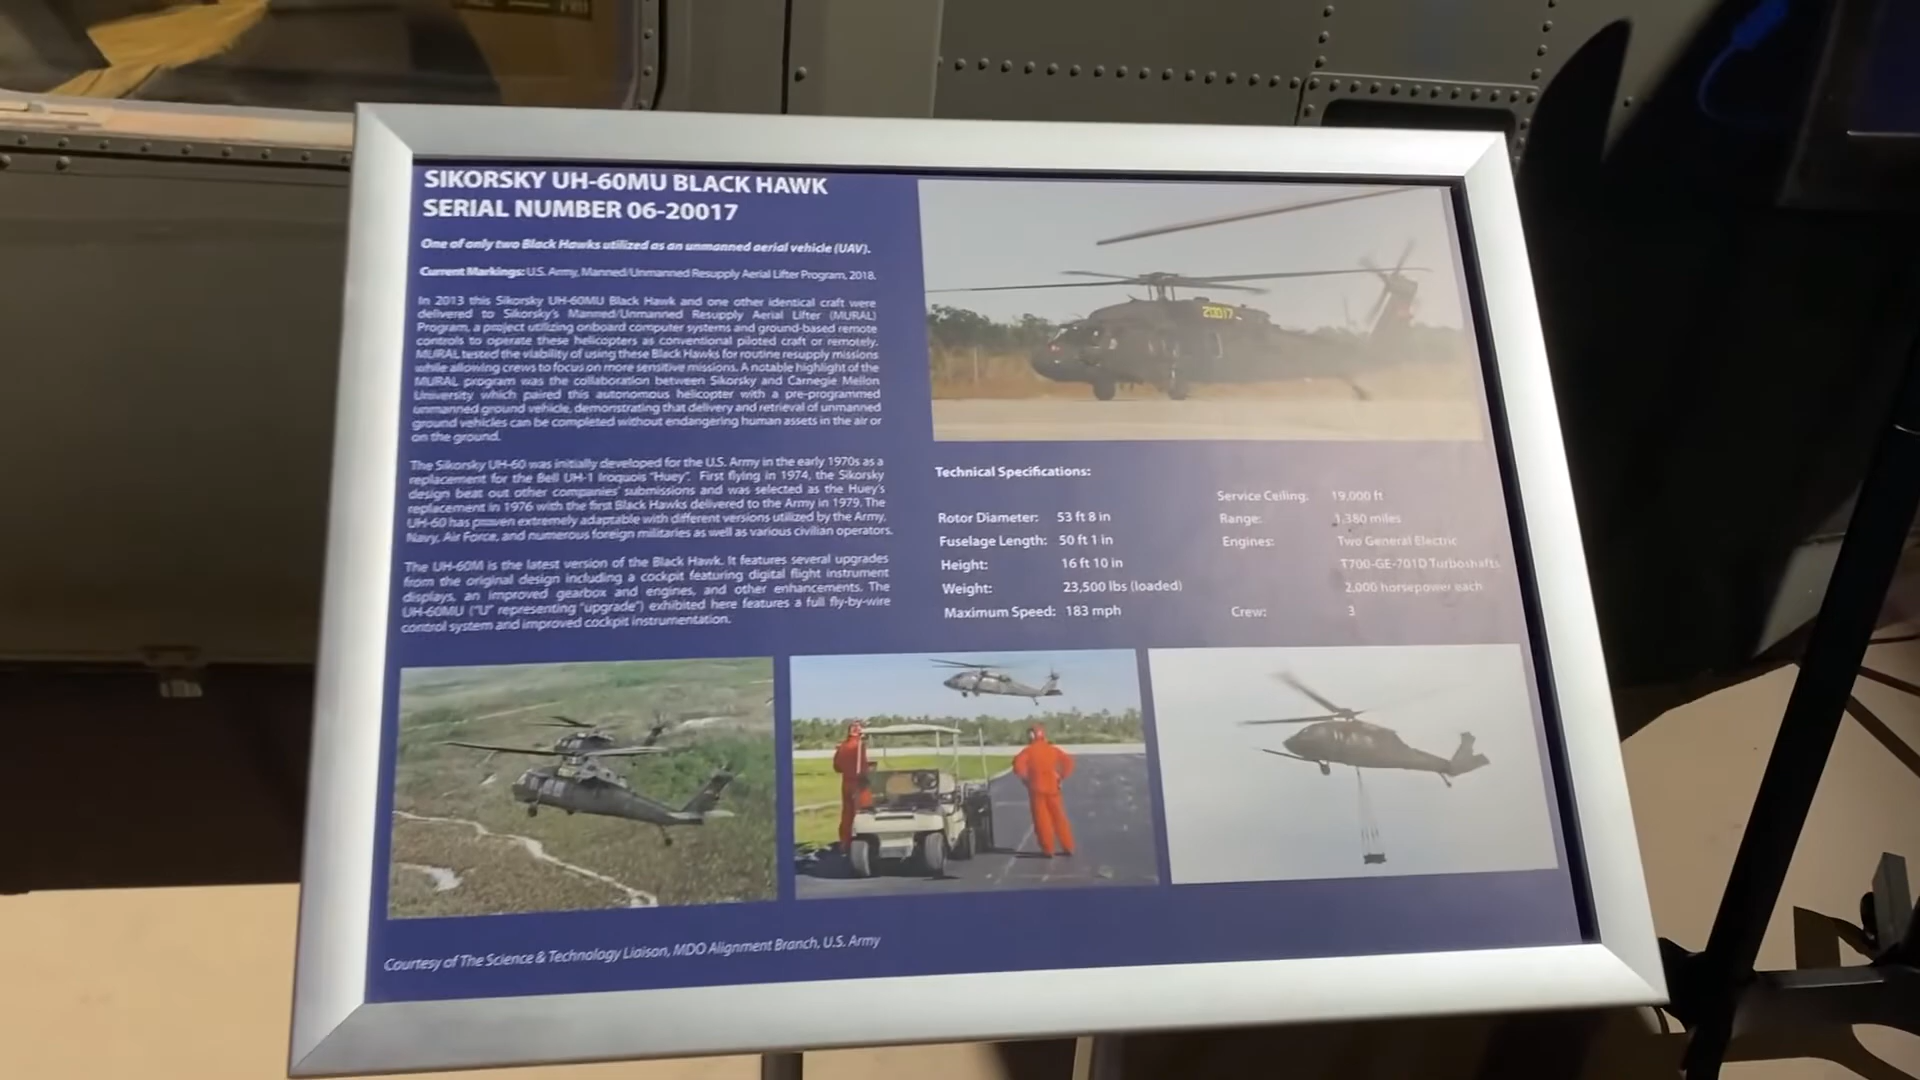 SIKORSKY UH-60MU BLACK HAWK
SERIAL NUMBER 06-20017
One of only two Black Hawks utilized as an unmanned aerial vehicle (UAV).
Current Markings: U.S. Army, Manned/Unmanned Resupply Aerial Lifter Program, 2018.
In 2013 this Sikorsky UH-60MU Black Hawk and one other identical craft were
delivered to Sikorsky's Manned/Unmanned Resupply Aerial Lifter (MURAL)
Program, a project utilizing onboard computer systems and ground-based remote
controls to operate these helicopters as conventional piloted craft or remotely.
MURAL tested the viability of using these Black Hawks for routine resupply missions
while allowing crews to focus on more sensitive missions. A notable highlight of the
MURAL program was the collaboration between Sikorsky and Carnegie Mellon
University which paired this autonomous helicopter with a pre-programmed
unmanned ground vehicle, demonstrating that delivery and retrieval of unmanned
ground vehicles can be completed without endangering human assets in the air or
on the ground.
The Sikorsky UH-60 was initially developed for the U.S. Army in the early 1970s as a
replacement for the Bell UH-1 Iroquois "Huey". First flying in 1974, the Sikorsky
design beat out other companies' submissions and was selected as the Huey's
replacement in 1976 with the first Black Hawks delivered to the Army in 1979. The
UH-60 has proven extremely adaptable with different versions utilized by the Army,
Navy, Air Force, and numerous foreign militaries as well as various civilian operators.
The UH-60M is the latest version of the Black Hawk. It features several upgrades
from the original design including a cockpit featuring digital flight instrument
displays, an improved gearbox and engines, and other enhancements. The
UH-60MU ("U" representing "upgrade") exhibited here features a full fly-by-wire
control system and improved cockpit instrumentation.
20017
Technical Specifications:
Rotor Diameter: 53 ft 8 in
Fuselage Length: 50 ft 1 in
Height: 16 ft 10 in
Weight: 23,500 lbs (loaded)
Maximum Speed: 183 mph
Service Ceiling: 19,000 ft
Range: 1,380 miles
Engines: Two General Electric
T700-GE-701D Turboshafts
2,000 horsepower each
Crew: 3
Courtesy of The Science & Technology Liaison, MDO Alignment Branch, U.S. Army